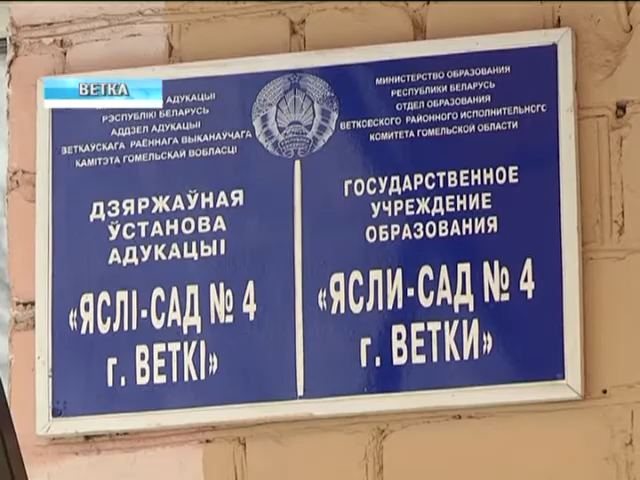 ВЕТКА
АДУКАЦЫІ
РЭСПУБЛІКІ БЕЛАРУСЬ
АДДЗЕЛ АДУКАЦЫІ
ВЕТКАЎСКАГА РАЁННАГА ВЫКАНАЎЧАГА
КАМІТЭТА ГОМЕЛЬСКАЙ ВОБЛАСЦІ
ДЗЯРЖАЎНАЯ
ЎСТАНОВА
АДУКАЦЫІ
«ЯСЛІ-САД № 4
г. ВЕТКІ»
МИНИСТЕРСТВО ОБРАЗОВАНИЯ
РЕСПУБЛИКИ БЕЛАРУСЬ
ОТДЕЛ ОБРАЗОВАНИЯ
ВЕТКОВСКОГО РАЙОННОГО ИСПОЛНИТЕЛЬНОГО
КОМИТЕТА ГОМЕЛЬСКОЙ ОБЛАСТИ
ГОСУДАРСТВЕННОЕ
УЧРЕЖДЕНИЕ
ОБРАЗОВАНИЯ
«ЯСЛИ-САД № 4
г. ВЕТКИ»